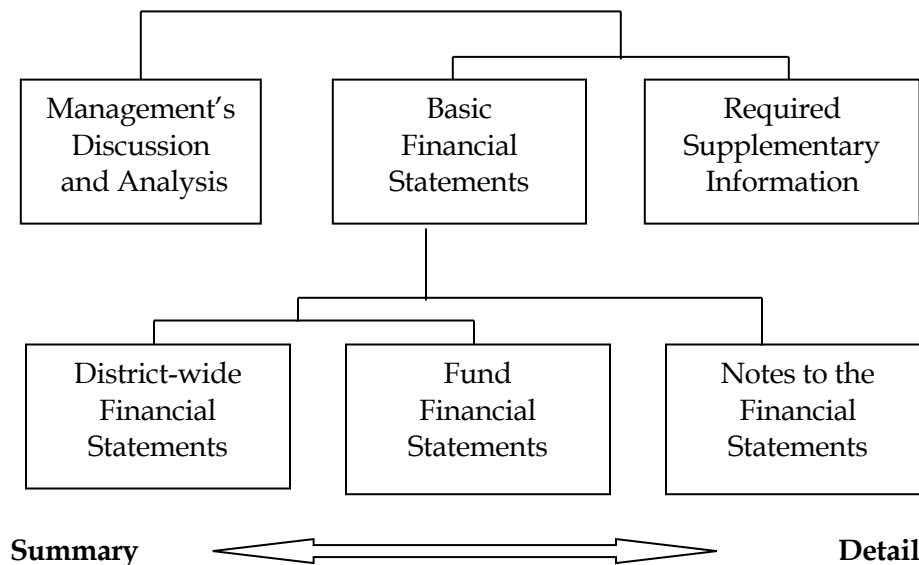 Management’s
Discussion
and Analysis
Basic
Financial
Statements
Required
Supplementary
Information
District-wide
Financial
Statements
Fund
Financial
Statements
Notes to the
Financial
Statements
Summary
Detail